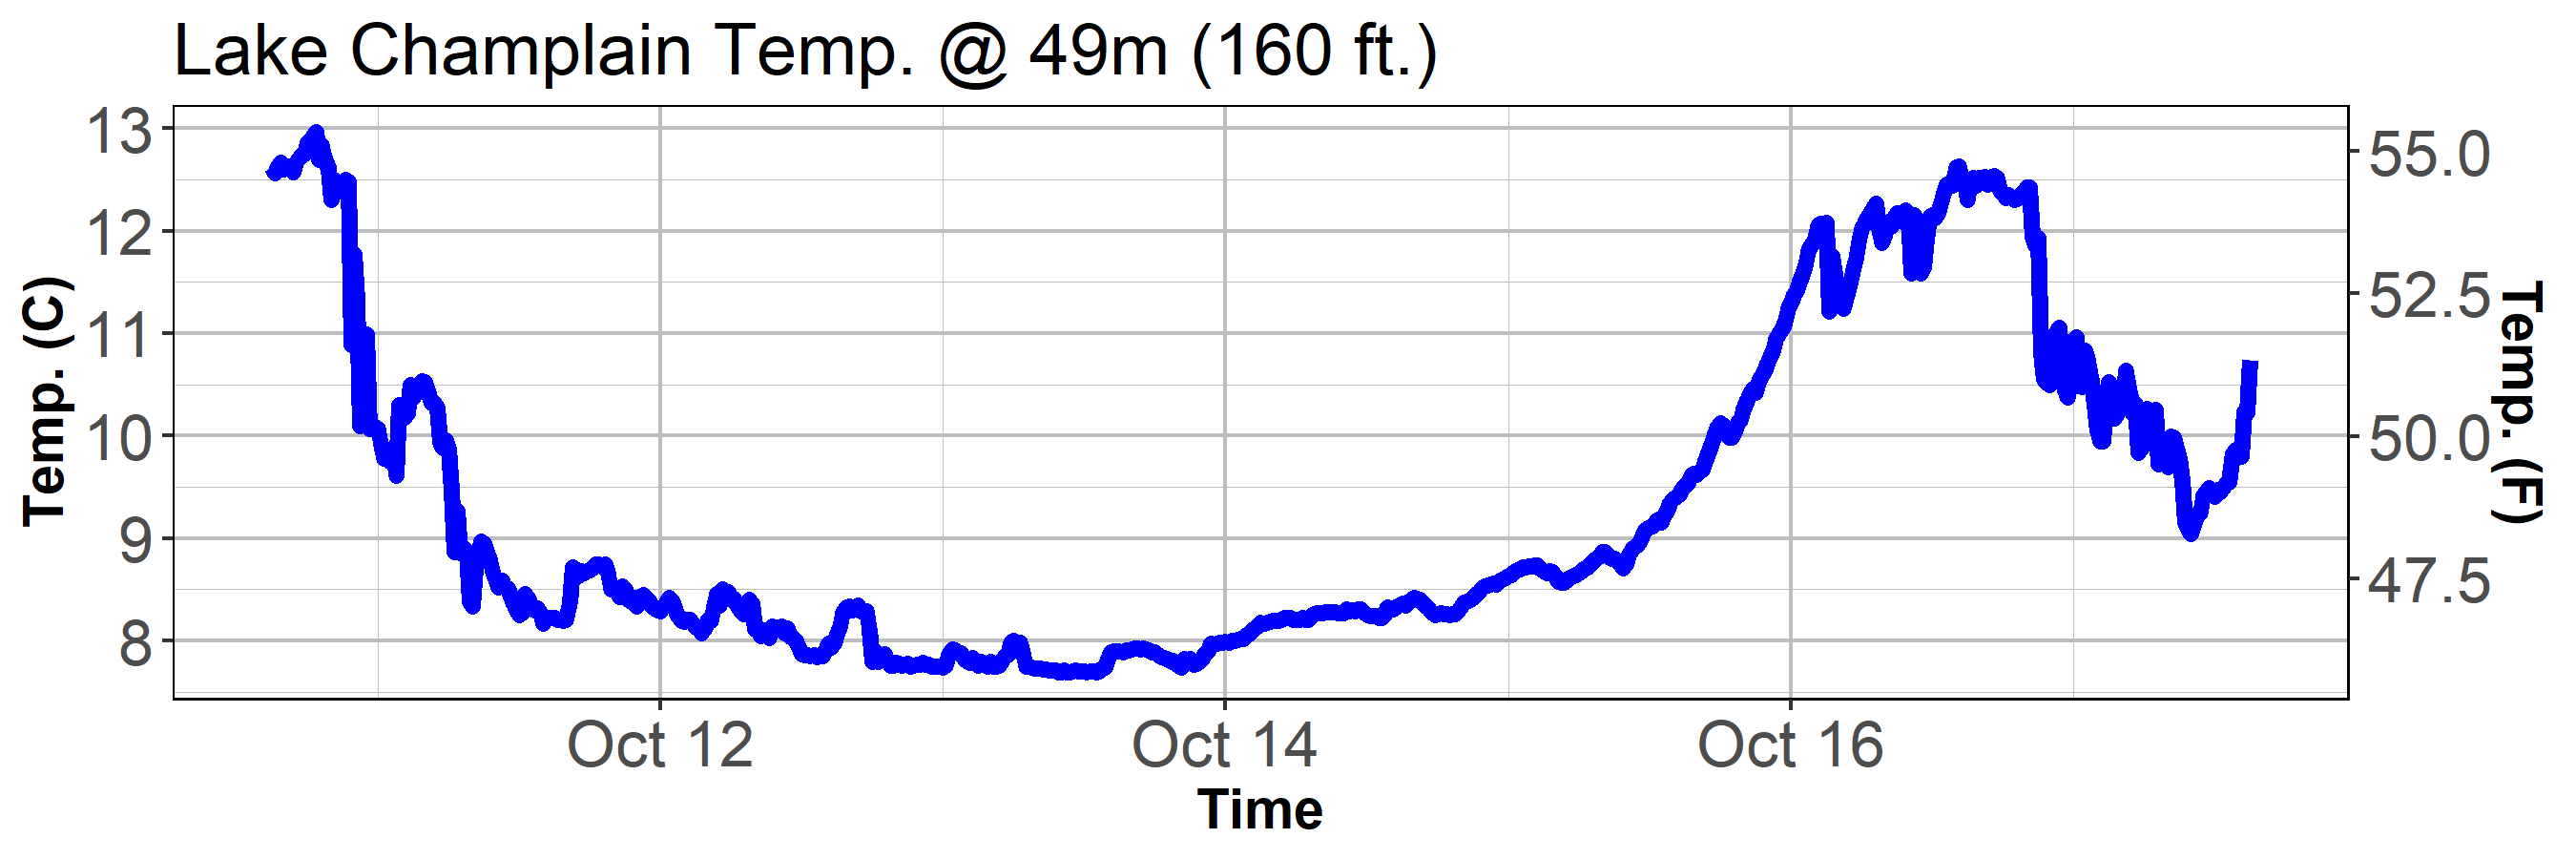 Lake Champlain Temp. @ 49m (160 ft.)
Temp. (C)
13
12
11
10
9
8
55.0
52.5
50.0
47.5
Temp. (F)
Oct 12
Oct 14
Oct 16
Time